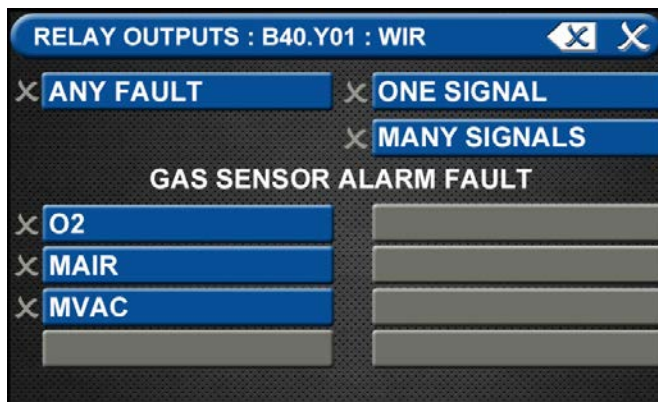 RELAY OUTPUTS : B40.Y01 : WIR
ANY FAULT
ONE SIGNAL
MANY SIGNALS
GAS SENSOR ALARM FAULT
O2
MAIR
MVAC